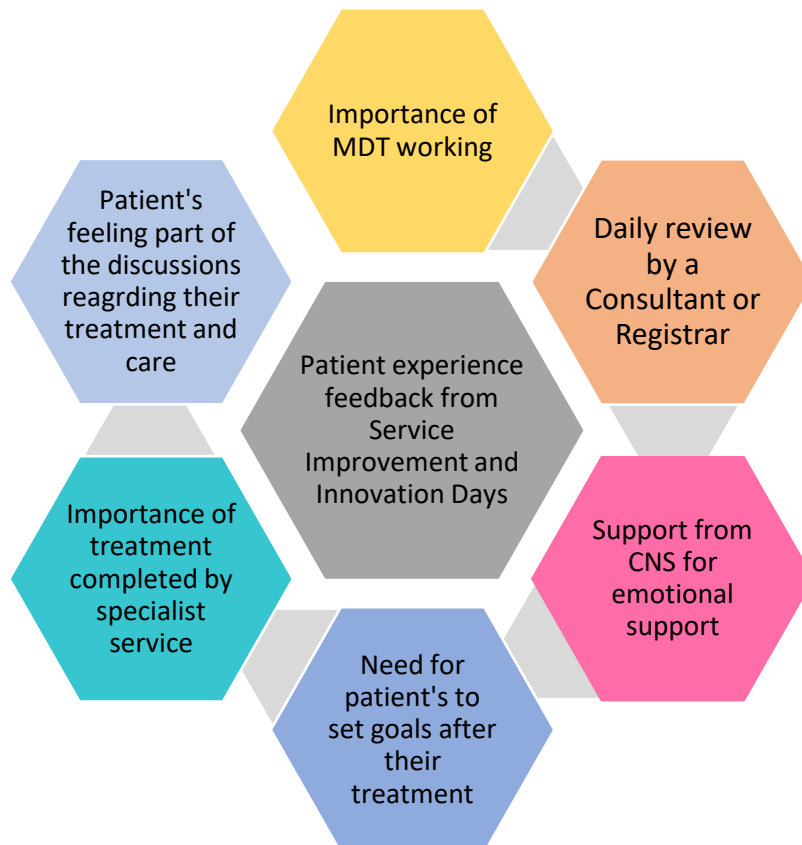 Importance of
MDT working
Daily review
by a
Consultant or
Registrar
Support from
CNS for
emotional
support
Need for
patient's to
set goals after
their
treatment
Importance of
treatment
completed by
specialist
service
Patient's
feeling part of
the discussions
reagrding their
treatment and
care
Patient experience
feedback from
Service
Improvement and
Innovation Days